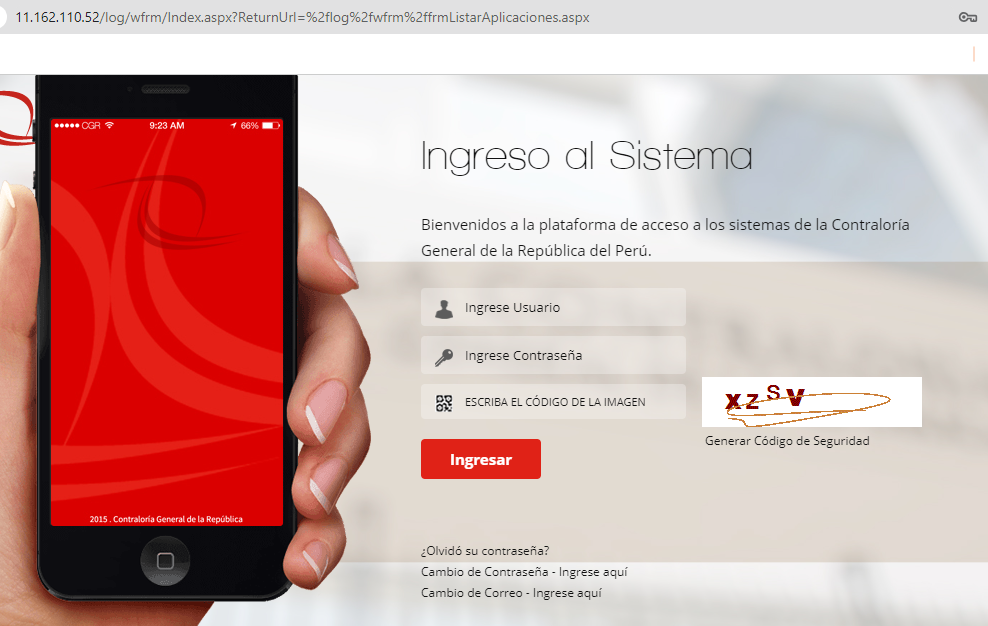 11.162.110.52/log/wfrm/Index.aspx?ReturnUrl=%2flog%2fwfrm%2ffrmListarAplicaciones.aspx
CGR 9:23 AM 66%
Ingreso al Sistema
Bienvenidos a la plataforma de acceso a los sistemas de la Contraloría
General de la República del Perú.
Ingrese Usuario
Ingrese Contraseña
ESCRIBA EL CÓDIGO DE LA IMAGEN
xzsv
Generar Código de Seguridad
Ingresar
2015 . Contraloría General de la República
¿Olvidó su contraseña?
Cambio de Contraseña - Ingrese aquí
Cambio de Correo - Ingrese aquí